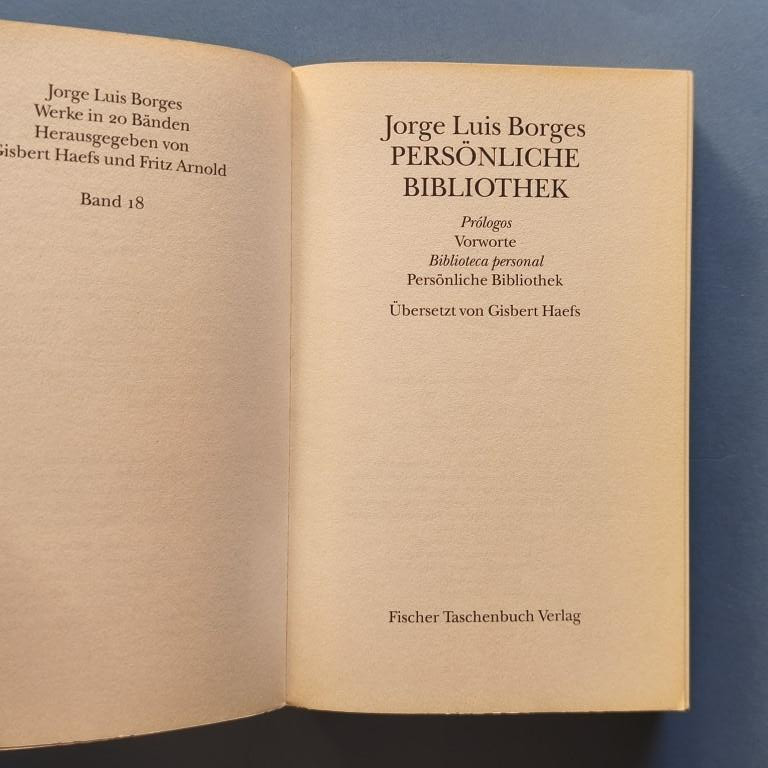 Jorge Luis Borges
Werke in 20 Bänden
Herausgegeben von
Gisbert Haefs und Fritz Arnold
Band 18
Jorge Luis Borges
PERSÖNLICHE
BIBLIOTHEK
Prólogos
Vorworte
Biblioteca personal
Persönliche Bibliothek
Übersetzt von Gisbert Haefs
Fischer Taschenbuch Verlag